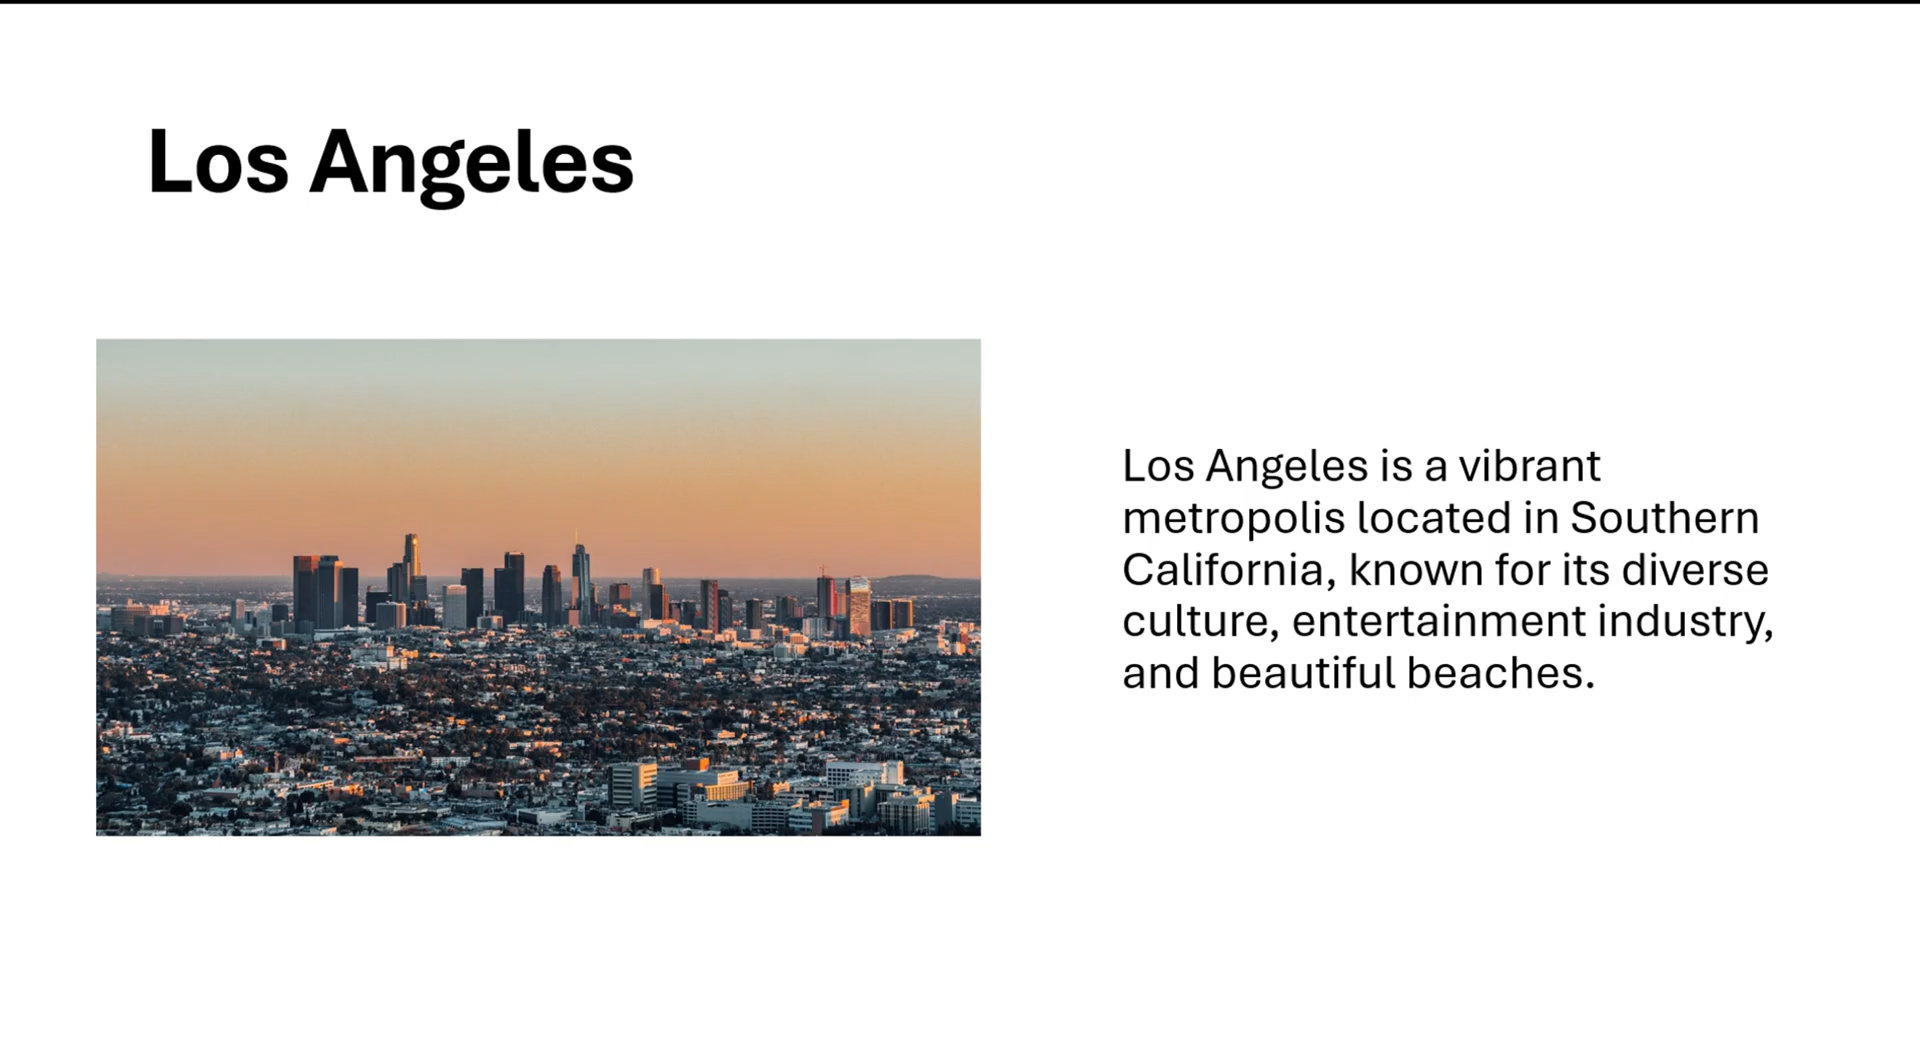 Los Angeles
Los Angeles is a vibrant
metropolis located in Southern
California, known for its diverse
culture, entertainment industry,
and beautiful beaches.